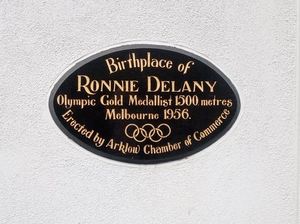 Birthplace of
RONNIE DELANY
Olympic Gold Medallist 1500 metres
Melbourne 1956.
Erected by Arklow Chamber of Commerce